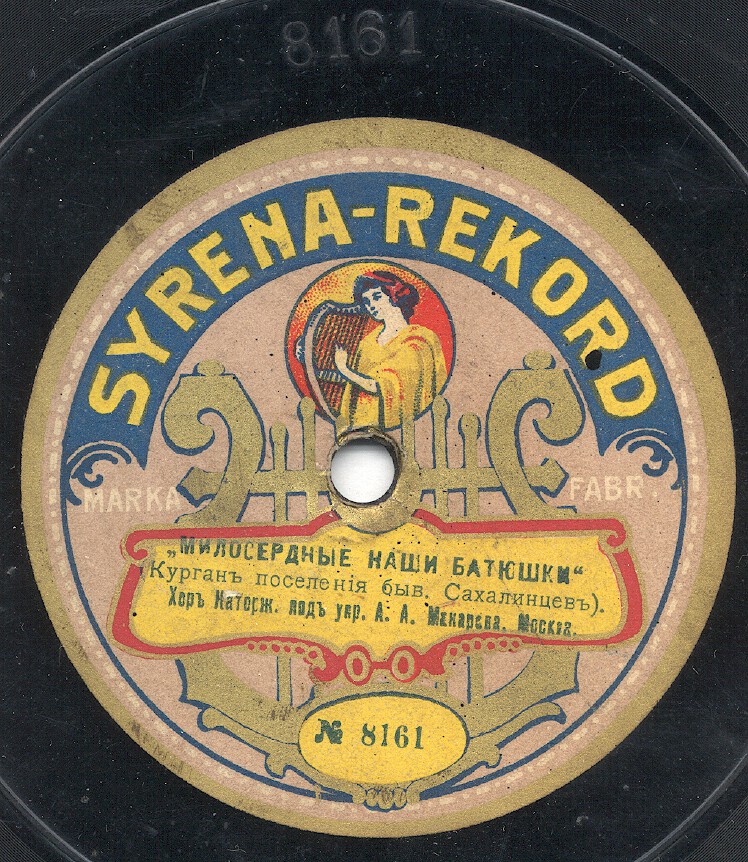 8161
SYRENA-REKORD
MARKA FABR.
„МИЛОСЕРДНЫЕ НАШИ БАТЮШКИ“
Курганъ поселенія быв. Сахалинцевъ).
Хоръ Каторж. подъ упр. А. А. Макарова. Москва.
№ 8161